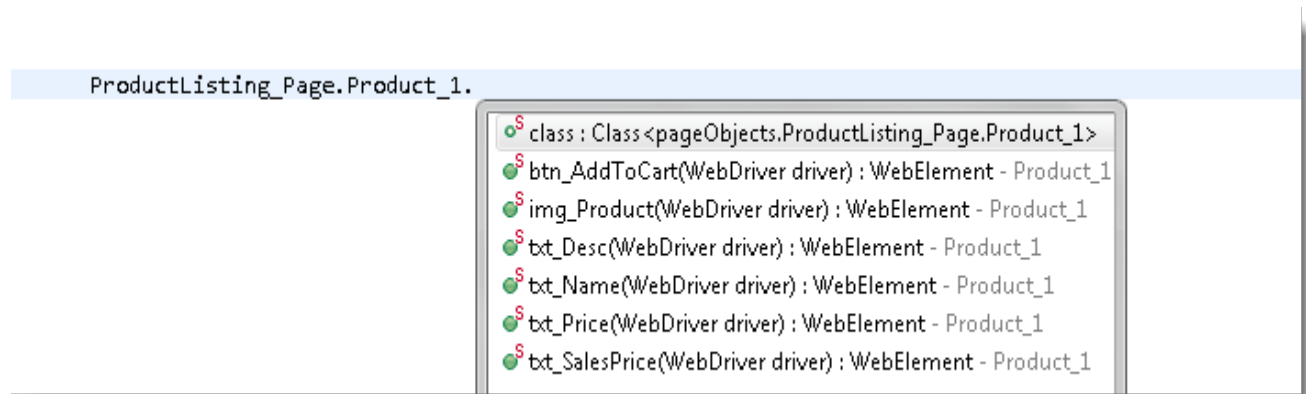 ProductListing_Page.Product_1.
S class : Class<pageObjects.ProductListing_Page.Product_1>
S btn_AddToCart(WebDriver driver) : WebElement - Product_1
S img_Product(WebDriver driver) : WebElement - Product_1
S txt_Desc(WebDriver driver) : WebElement - Product_1
S txt_Name(WebDriver driver) : WebElement - Product_1
S txt_Price(WebDriver driver) : WebElement - Product_1
S txt_SalesPrice(WebDriver driver) : WebElement - Product_1